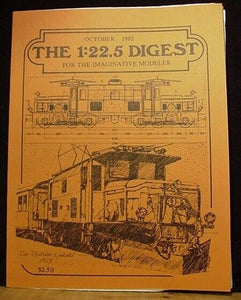 OCTOBER 1982
THE 1:22.5 DIGEST
FOR THE IMAGINATIVE MODELER
$2.50